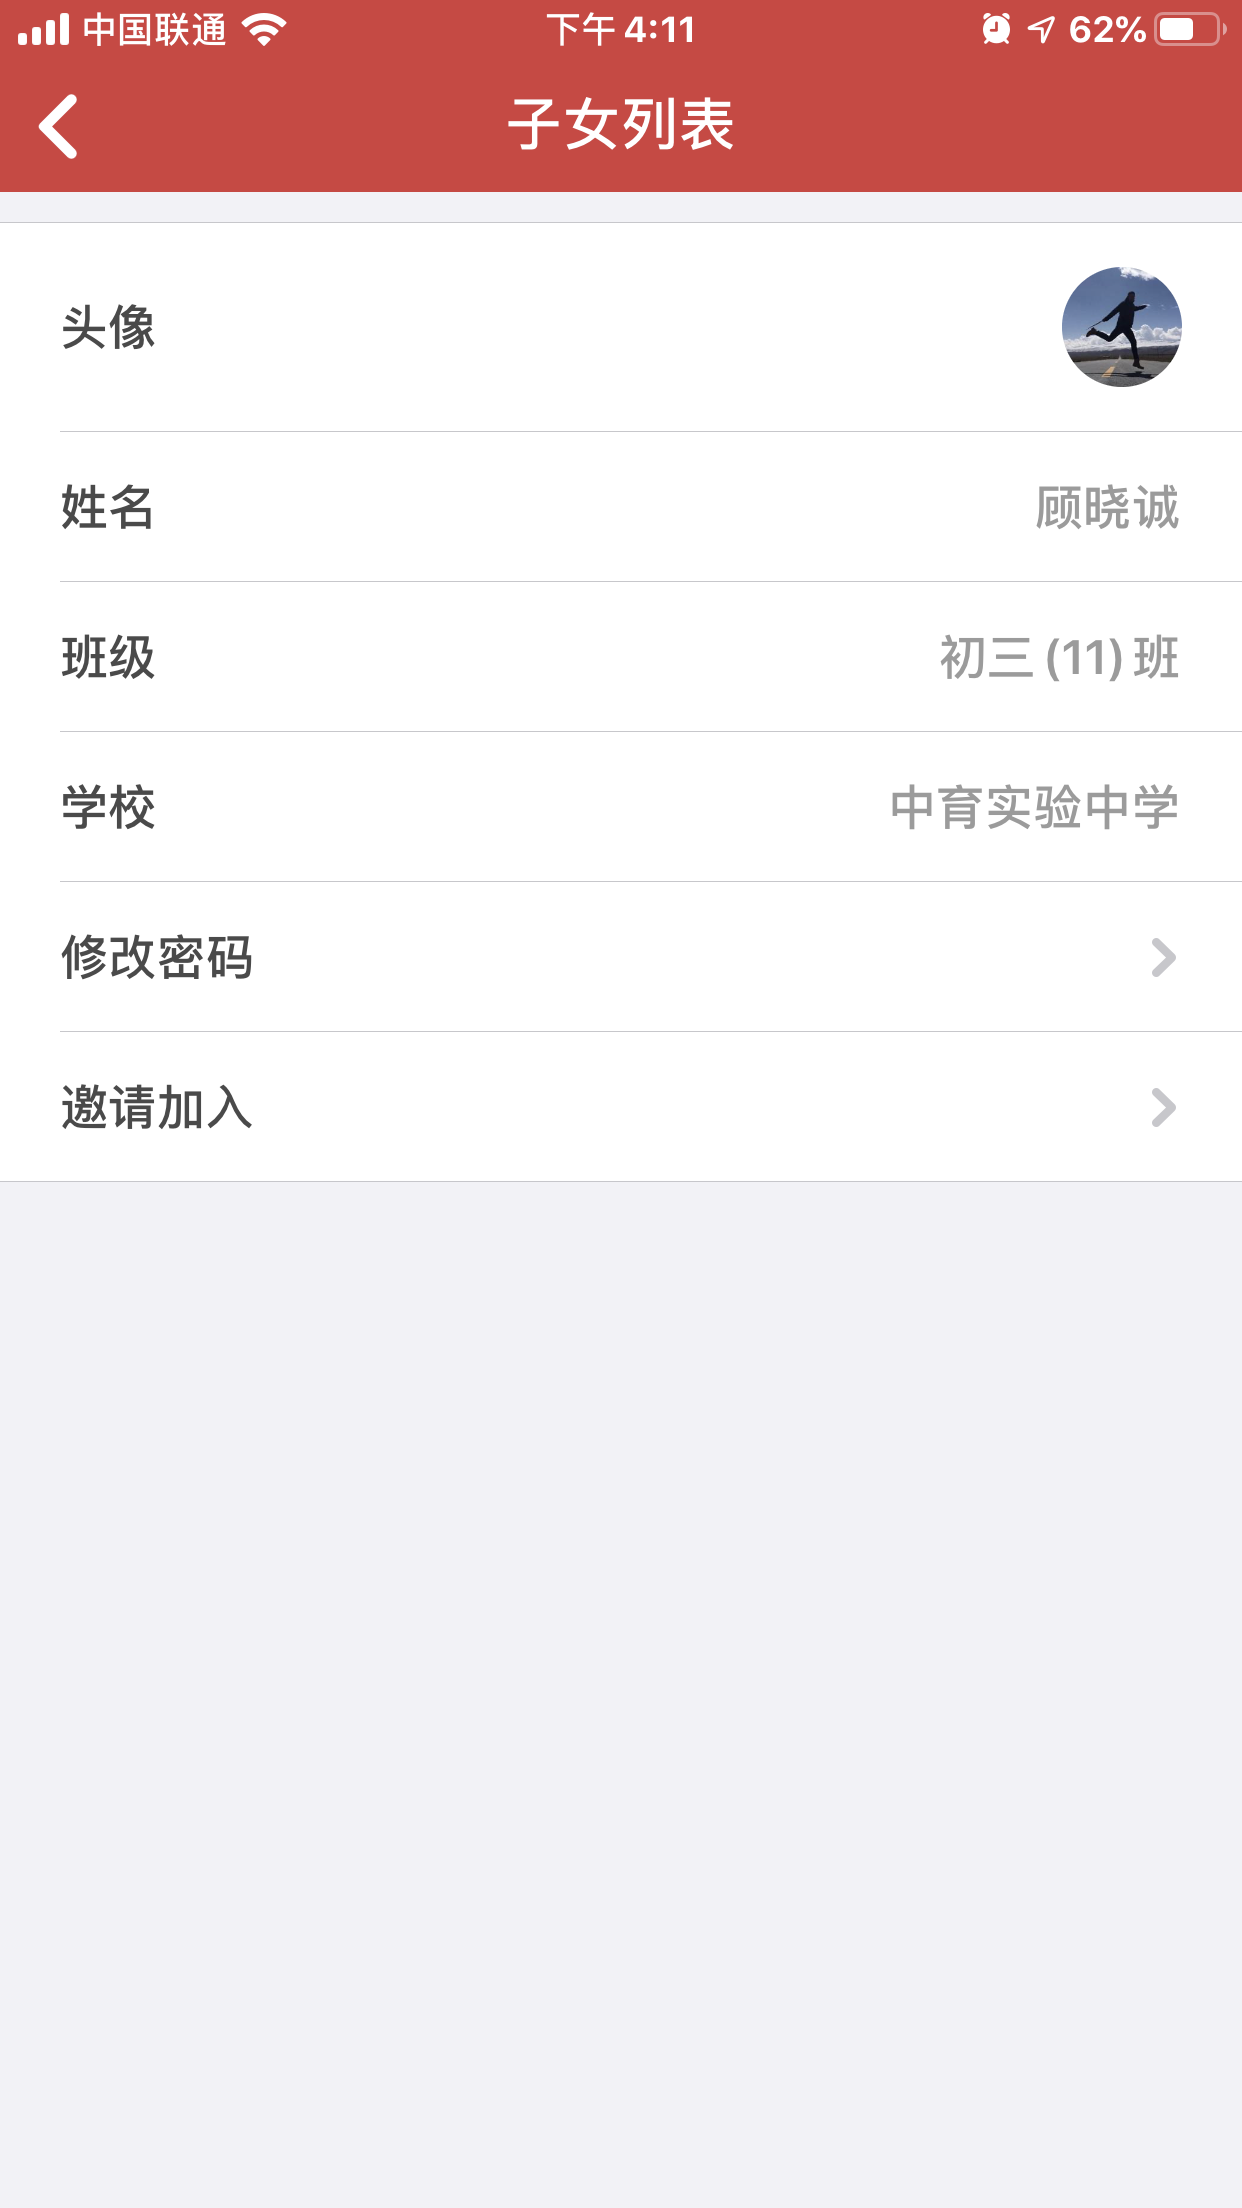 中国联通 下午4:11 62%
子女列表
头像
姓名 顾晓诚
班级 初三(11)班
学校 中育实验中学
修改密码
邀请加入